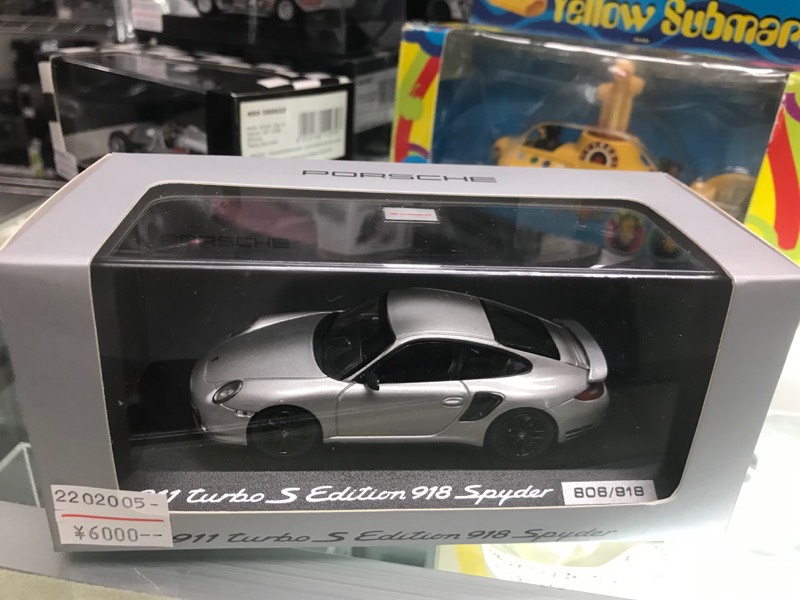 Yellow Submar
PORSCHE
PORSCHE
911 turbo S Edition 918 Spyder
806/918
2202005-
¥6000--
911 turbo S Edition 918 Spyder